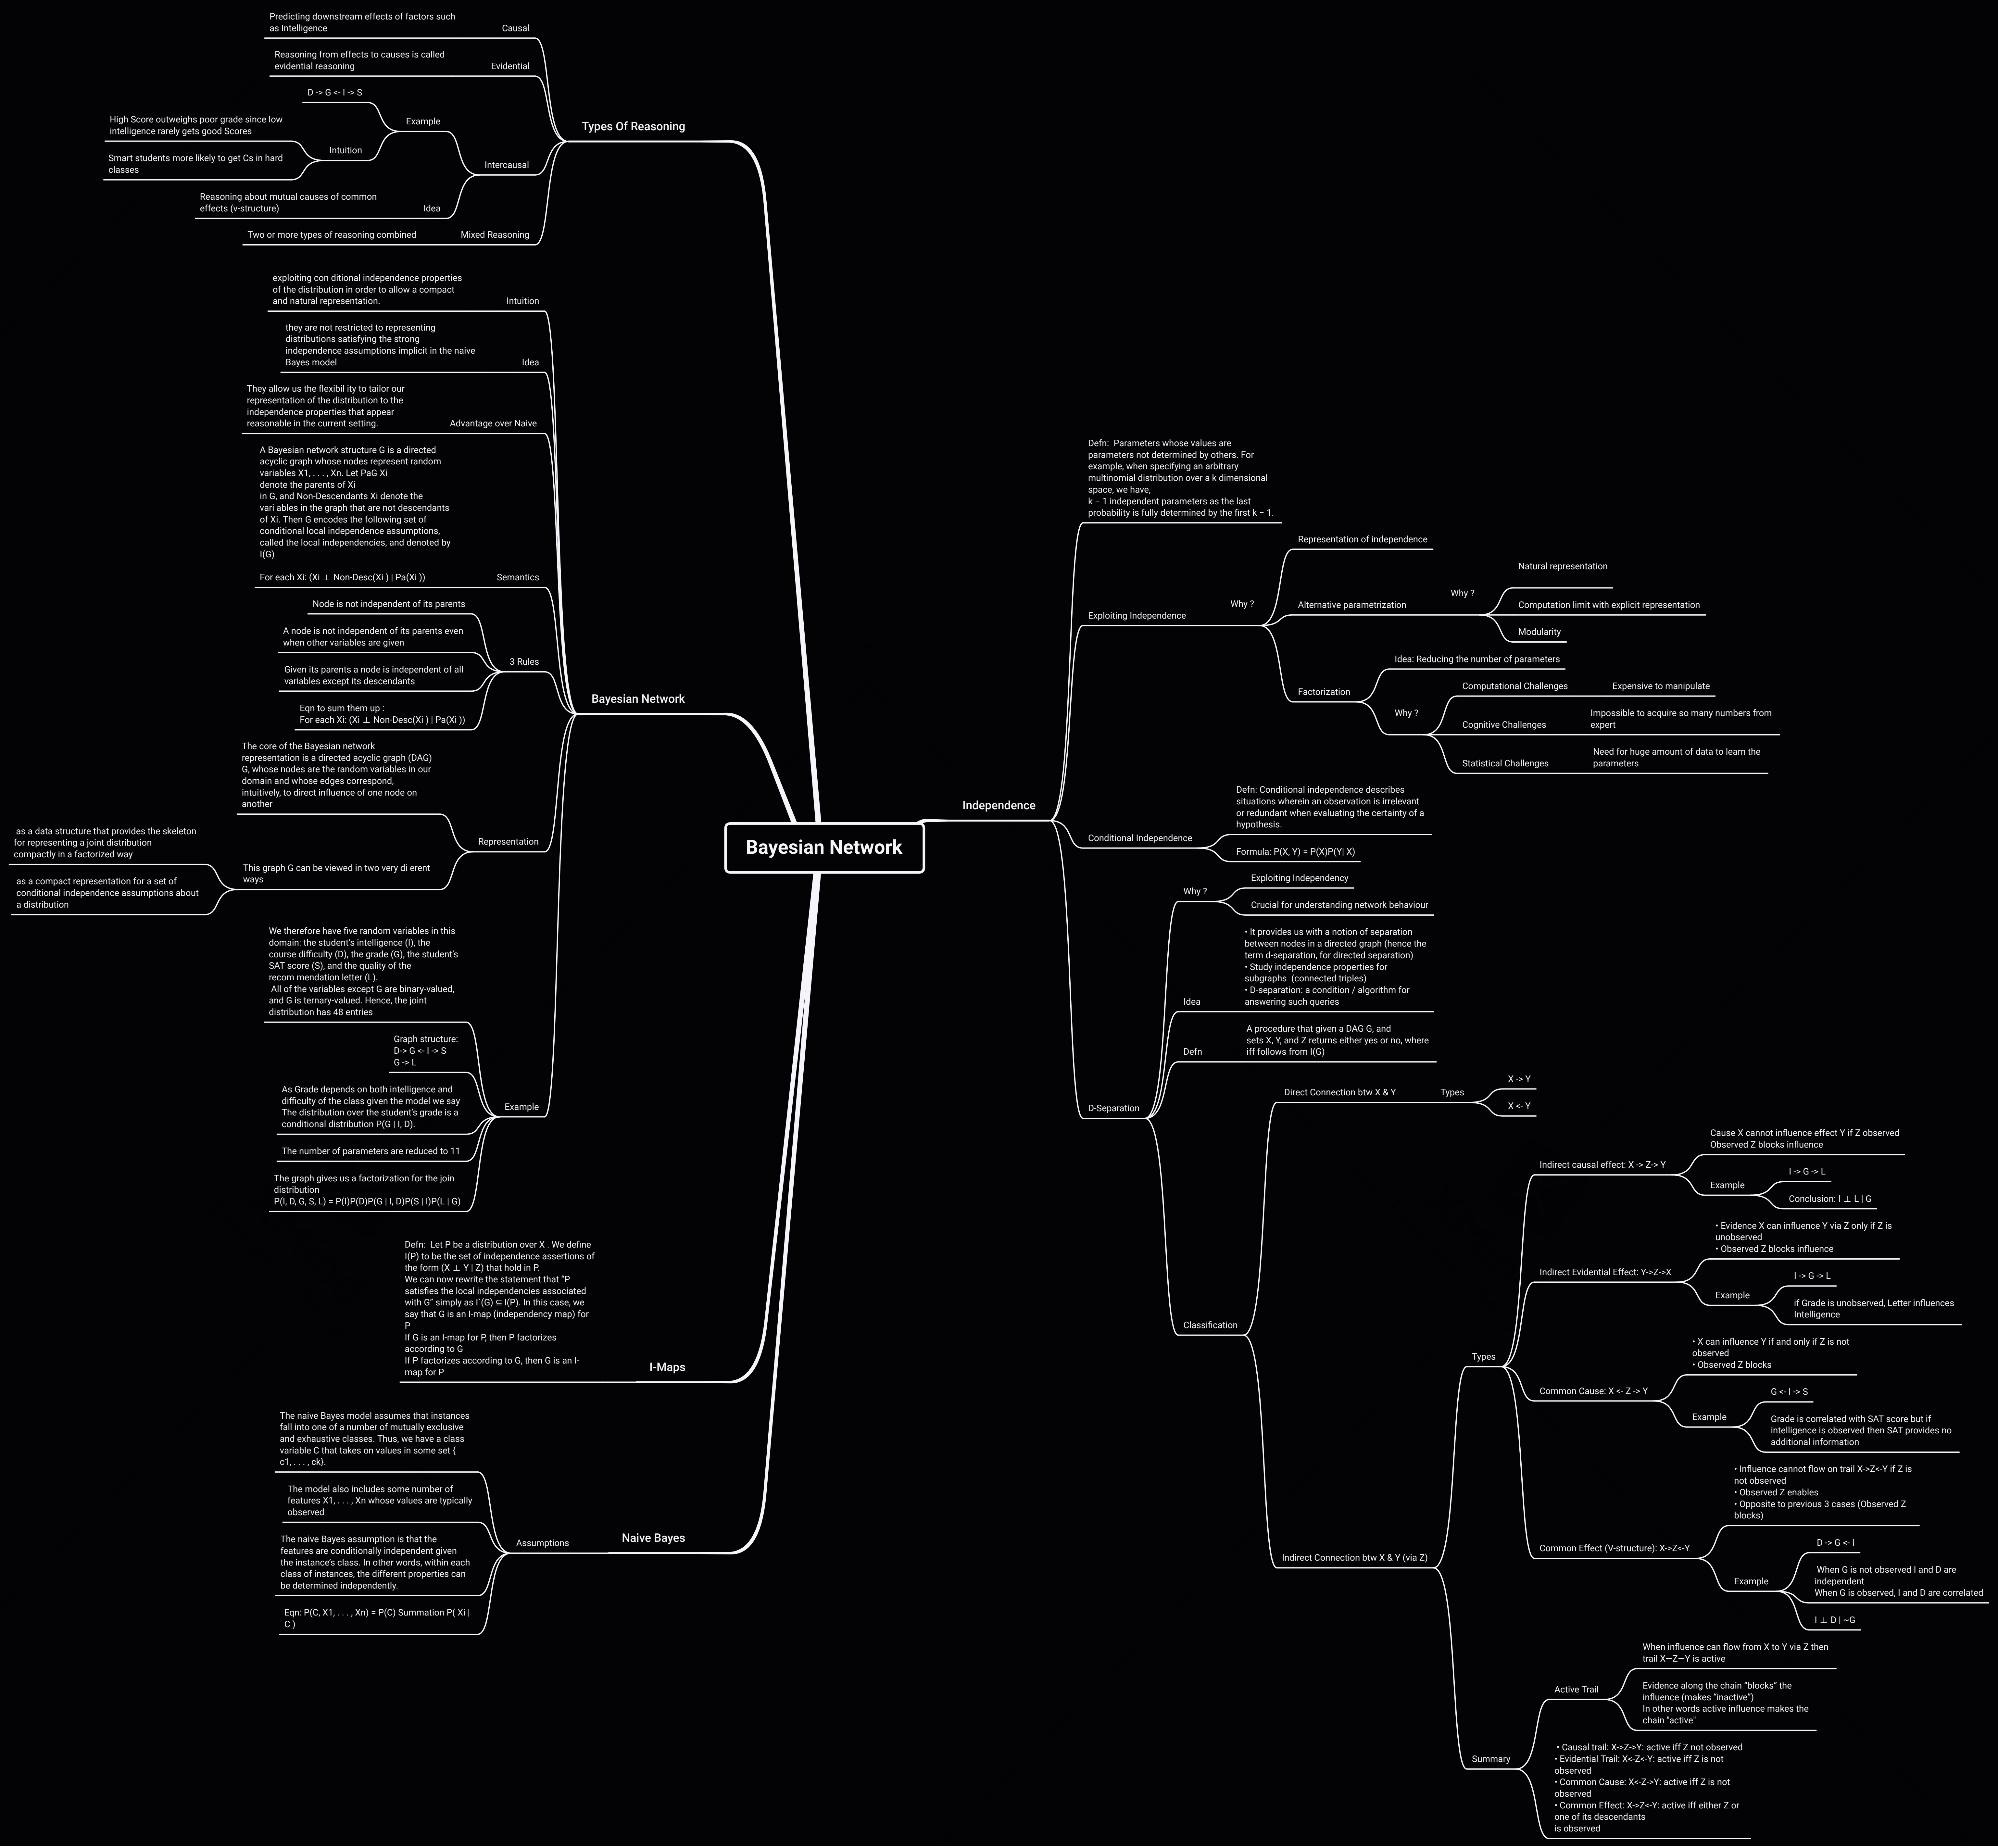 Predicting downstream effects of factors such
as Intelligence
Causal
Reasoning from effects to causes is called
evidential reasoning
Evidential
D -> G <- I -> S
Example
High Score outweighs poor grade since low
intelligence rarely gets good Scores
Intuition
Smart students more likely to get Cs in hard
classes
Intercausal
Reasoning about mutual causes of common
effects (v-structure)
Idea
Two or more types of reasoning combined
Mixed Reasoning
Types Of Reasoning
exploiting con ditional independence properties
of the distribution in order to allow a compact
and natural representation.
Intuition
they are not restricted to representing
distributions satisfying the strong
independence assumptions implicit in the naive
Bayes model
Idea
They allow us the flexibil ity to tailor our
representation of the distribution to the
independence properties that appear
reasonable in the current setting.
Advantage over Naive
A Bayesian network structure G is a directed
acyclic graph whose nodes represent random
variables X1, . . . , Xn. Let PaG Xi
denote the parents of Xi
in G, and Non-Descendants Xi denote the
vari ables in the graph that are not descendants
of Xi. Then G encodes the following set of
conditional local independence assumptions,
called the local independencies, and denoted by
I(G)
For each Xi: (Xi ⊥ Non-Desc(Xi ) | Pa(Xi ))
Semantics
Node is not independent of its parents
A node is not independent of its parents even
when other variables are given
3 Rules
Given its parents a node is independent of all
variables except its descendants
Eqn to sum them up :
For each Xi: (Xi ⊥ Non-Desc(Xi ) | Pa(Xi ))
Bayesian Network
The core of the Bayesian network
representation is a directed acyclic graph (DAG)
G, whose nodes are the random variables in our
domain and whose edges correspond,
intuitively, to direct influence of one node on
another
Representation
as a data structure that provides the skeleton
for representing a joint distribution
compactly in a factorized way
This graph G can be viewed in two very di erent
ways
as a compact representation for a set of
conditional independence assumptions about
a distribution
We therefore have five random variables in this
domain: the student's intelligence (I), the
course difficulty (D), the grade (G), the student's
SAT score (S), and the quality of the
recom mendation letter (L).
All of the variables except G are binary-valued,
and G is ternary-valued. Hence, the joint
distribution has 48 entries
Graph structure:
D-> G <- I -> S
G -> L
As Grade depends on both intelligence and
difficulty of the class given the model we say
The distribution over the student's grade is a
conditional distribution P(G | I, D).
Example
The number of parameters are reduced to 11
The graph gives us a factorization for the join
distribution
P(I, D, G, S, L) = P(I)P(D)P(G | I, D)P(S | I)P(L | G)
Defn: Let P be a distribution over X . We define
I(P) to be the set of independence assertions of
the form (X ⊥ Y | Z) that hold in P.
We can now rewrite the statement that “P
satisfies the local independencies associated
with G” simply as I`(G) ⊆ I(P). In this case, we
say that G is an I-map (independency map) for
P
If G is an I-map for P, then P factorizes
according to G
If P factorizes according to G, then G is an I-
map for P
I-Maps
The naive Bayes model assumes that instances
fall into one of a number of mutually exclusive
and exhaustive classes. Thus, we have a class
variable C that takes on values in some set {
c1, . . . , ck).
The model also includes some number of
features X1, . . . , Xn whose values are typically
observed
Assumptions
Naive Bayes
The naive Bayes assumption is that the
features are conditionally independent given
the instance's class. In other words, within each
class of instances, the different properties can
be determined independently.
Eqn: P(C, X1, . . . , Xn) = P(C) Summation P( Xi |
C )
Bayesian Network
Independence
Defn: Parameters whose values are
parameters not determined by others. For
example, when specifying an arbitrary
multinomial distribution over a k dimensional
space, we have,
k − 1 independent parameters as the last
probability is fully determined by the first k − 1.
Exploiting Independence
Why ?
Representation of independence
Alternative parametrization
Why ?
Natural representation
Computation limit with explicit representation
Modularity
Factorization
Idea: Reducing the number of parameters
Why ?
Computational Challenges
Expensive to manipulate
Cognitive Challenges
Impossible to acquire so many numbers from
expert
Statistical Challenges
Need for huge amount of data to learn the
parameters
Conditional Independence
Defn: Conditional independence describes
situations wherein an observation is irrelevant
or redundant when evaluating the certainty of a
hypothesis.
Formula: P(X, Y) = P(X)P(Y| X)
D-Separation
Why ?
Exploiting Independency
Crucial for understanding network behaviour
Idea
• It provides us with a notion of separation
between nodes in a directed graph (hence the
term d-separation, for directed separation)
• Study independence properties for
subgraphs (connected triples)
• D-separation: a condition / algorithm for
answering such queries
Defn
A procedure that given a DAG G, and
sets X, Y, and Z returns either yes or no, where
iff follows from I(G)
Classification
Direct Connection btw X & Y
Types
X -> Y
X <- Y
Indirect Connection btw X & Y (via Z)
Types
Indirect causal effect: X -> Z-> Y
Cause X cannot influence effect Y if Z observed
Observed Z blocks influence
Example
I -> G -> L
Conclusion: I ⊥ L | G
Indirect Evidential Effect: Y->Z->X
• Evidence X can influence Y via Z only if Z is
unobserved
• Observed Z blocks influence
Example
I -> G -> L
if Grade is unobserved, Letter influences
Intelligence
Common Cause: X <- Z -> Y
• X can influence Y if and only if Z is not
observed
• Observed Z blocks
Example
G <- I -> S
Grade is correlated with SAT score but if
intelligence is observed then SAT provides no
additional information
Common Effect (V-structure): X->Z<-Y
• Influence cannot flow on trail X->Z<-Y if Z is
not observed
• Observed Z enables
• Opposite to previous 3 cases (Observed Z
blocks)
Example
D -> G <- I
When G is not observed I and D are
independent
When G is observed, I and D are correlated
I ⊥ D | ~G
Summary
Active Trail
When influence can flow from X to Y via Z then
trail X—Z—Y is active
Evidence along the chain “blocks” the
influence (makes “inactive”)
In other words active influence makes the
chain "active"
• Causal trail: X->Z->Y: active iff Z not observed
• Evidential Trail: X<-Z<-Y: active iff Z is not
observed
• Common Cause: X<-Z->Y: active iff Z is not
observed
• Common Effect: X->Z<-Y: active iff either Z or
one of its descendants
is observed